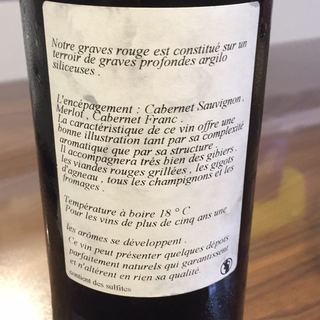 Notre graves rouge est constitué sur un
terroir de graves profondes argilo
siliceuses .
L'encépagement : Cabernet Sauvignon ,
Merlot , Cabernet Franc .
La caractéristique de ce vin offre une
bonne illustration tant par sa complexité
aromatique que par sa structure .
Il accompagnera très bien des gibiers .
les viandes rouges grillées , les gigots
d'agneau , tous les champignons et les
fromages .
Température à boire 18 ° C
Pour les vins de plus de cinq ans une
les arômes se développent .
Ce vin peut présenter quelques dépots
parfaitement naturels qui garantissent
et n'altèrent en rien sa qualité.
contient des sulfites